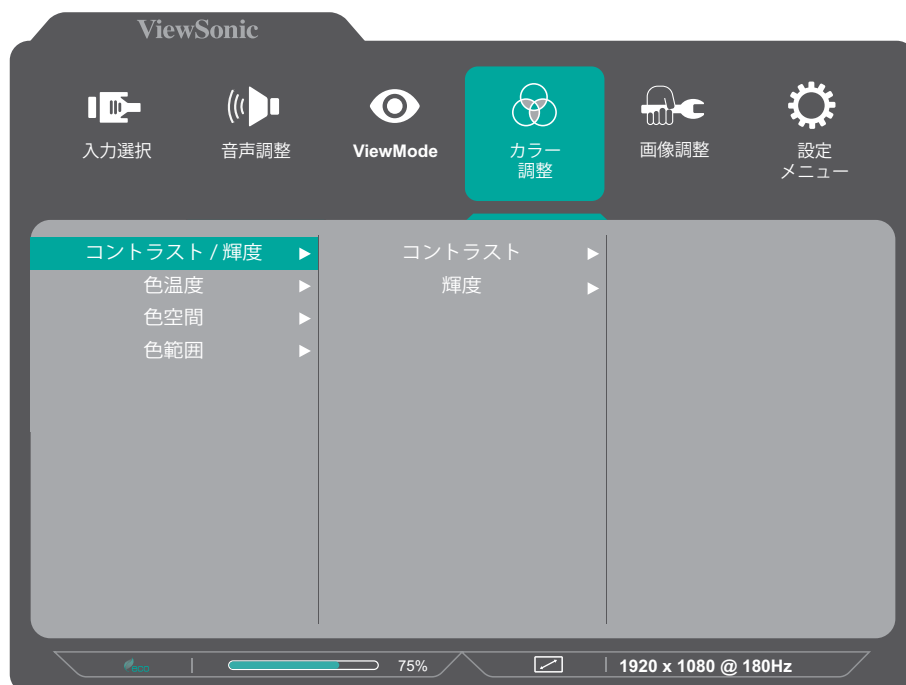 ViewSonic
入力選択
音声調整
ViewMode
カラー
調整
画像調整
設定
メニュー
コントラスト / 輝度
色温度
色空間
色範囲
コントラスト
輝度
eco
75%
1920 x 1080 @ 180Hz